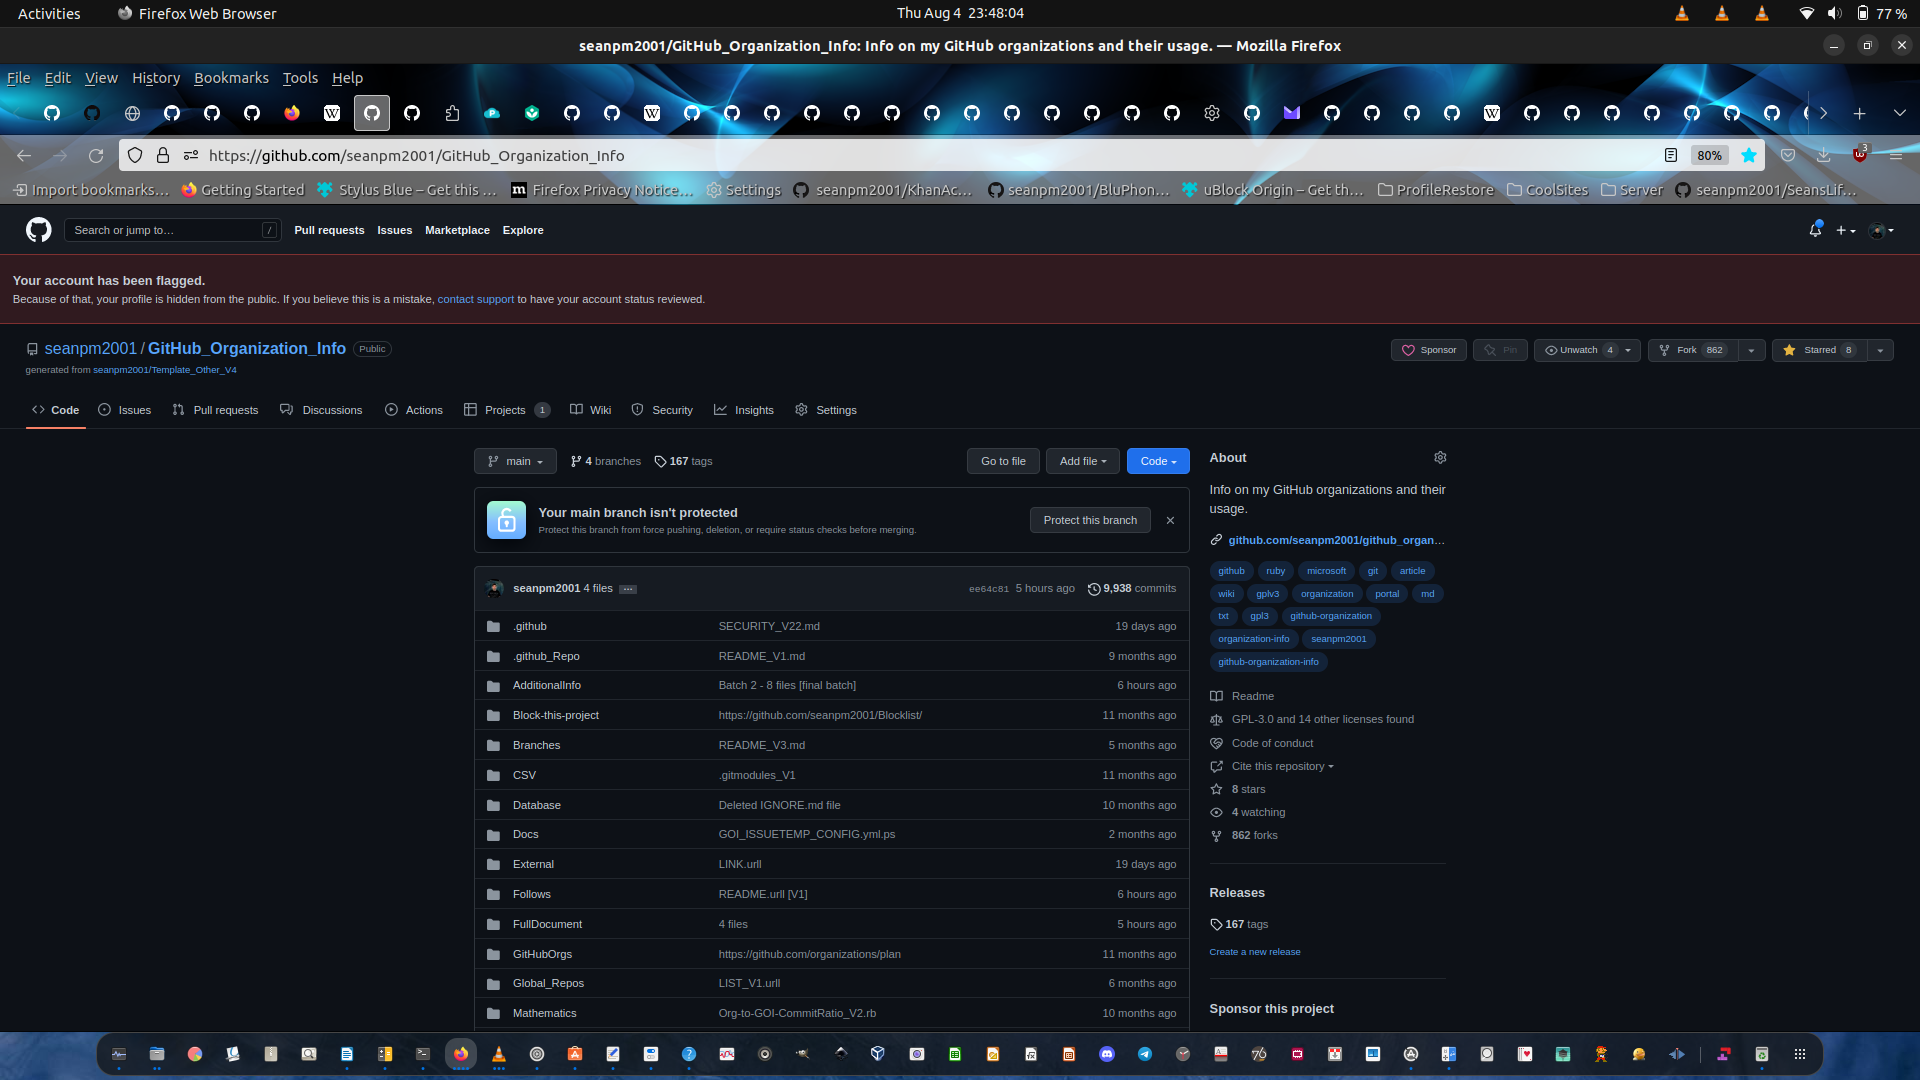 Activities Firefox Web Browser Thu Aug 4 23:48:04 77 %
seanpm2001/GitHub_Organization_Info: Info on my GitHub organizations and their usage. — Mozilla Firefox
File Edit View History Bookmarks Tools Help
https://github.com/seanpm2001/GitHub_Organization_Info 80% 3
Import bookmarks… Getting Started Stylus Blue – Get this … Firefox Privacy Notice… Settings seanpm2001/KhanAc… seanpm2001/BluPhon… uBlock Origin – Get th… ProfileRestore CoolSites Server seanpm2001/SeansLif…
Search or jump to… / Pull requests Issues Marketplace Explore
Your account has been flagged.
Because of that, your profile is hidden from the public. If you believe this is a mistake, contact support to have your account status reviewed.
seanpm2001 / GitHub_Organization_Info Public
Sponsor Pin Unwatch 4 Fork 862 Starred 8
generated from seanpm2001/Template_Other_V4
Code Issues Pull requests Discussions Actions Projects 1 Wiki Security Insights Settings
main 4 branches 167 tags Go to file Add file Code
Your main branch isn't protected
Protect this branch from force pushing, deletion, or require status checks before merging.
Protect this branch
seanpm2001 4 files ee64c81 5 hours ago 9,938 commits
.github SECURITY_V22.md 19 days ago
.github_Repo README_V1.md 9 months ago
AdditionalInfo Batch 2 - 8 files [final batch] 6 hours ago
Block-this-project https://github.com/seanpm2001/Blocklist/ 11 months ago
Branches README_V3.md 5 months ago
CSV .gitmodules_V1 11 months ago
Database Deleted IGNORE.md file 10 months ago
Docs GOI_ISSUETEMP_CONFIG.yml.ps 2 months ago
External LINK.urll 19 days ago
Follows README.urll [V1] 6 hours ago
FullDocument 4 files 5 hours ago
GitHubOrgs https://github.com/organizations/plan 11 months ago
Global_Repos LIST_V1.urll 6 months ago
Mathematics Org-to-GOI-CommitRatio_V2.rb 10 months ago
About
Info on my GitHub organizations and their
usage.
github.com/seanpm2001/github_organ…
github ruby microsoft git article
wiki gplv3 organization portal md
txt gpl3 github-organization
organization-info seanpm2001
github-organization-info
Readme
GPL-3.0 and 14 other licenses found
Code of conduct
Cite this repository
8 stars
4 watching
862 forks
Releases
167 tags
Create a new release
Sponsor this project